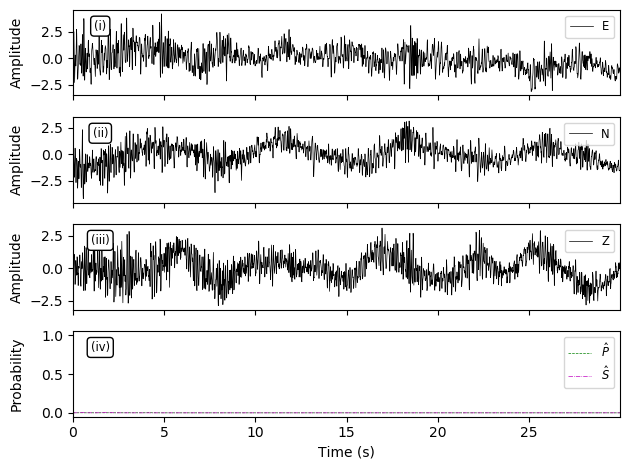 Amplitude
2.5
0.0
−2.5
(i)
E
Amplitude
2.5
0.0
−2.5
(ii)
N
Amplitude
2.5
0.0
−2.5
(iii)
Z
Probability
1.0
0.5
0.0
(iv)
P̂
Ŝ
0 5 10 15 20 25
Time (s)